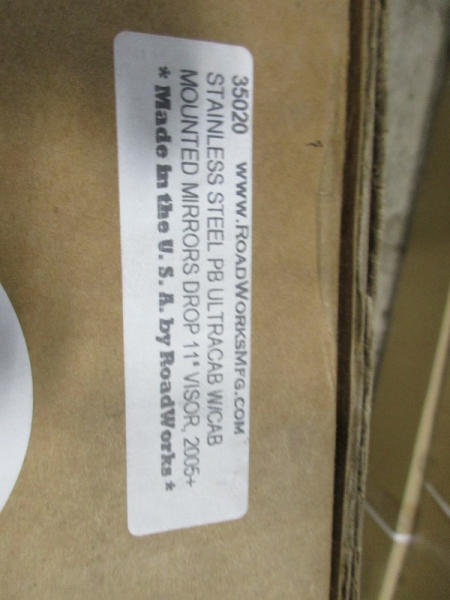 35020 WWW.ROADWORKSMFG.COM
STAINLESS STEEL PB ULTRACAB W/CAB
MOUNTED MIRRORS DROP 11" VISOR, 2005+
* Made in the U. S. A. by RoadWorks *